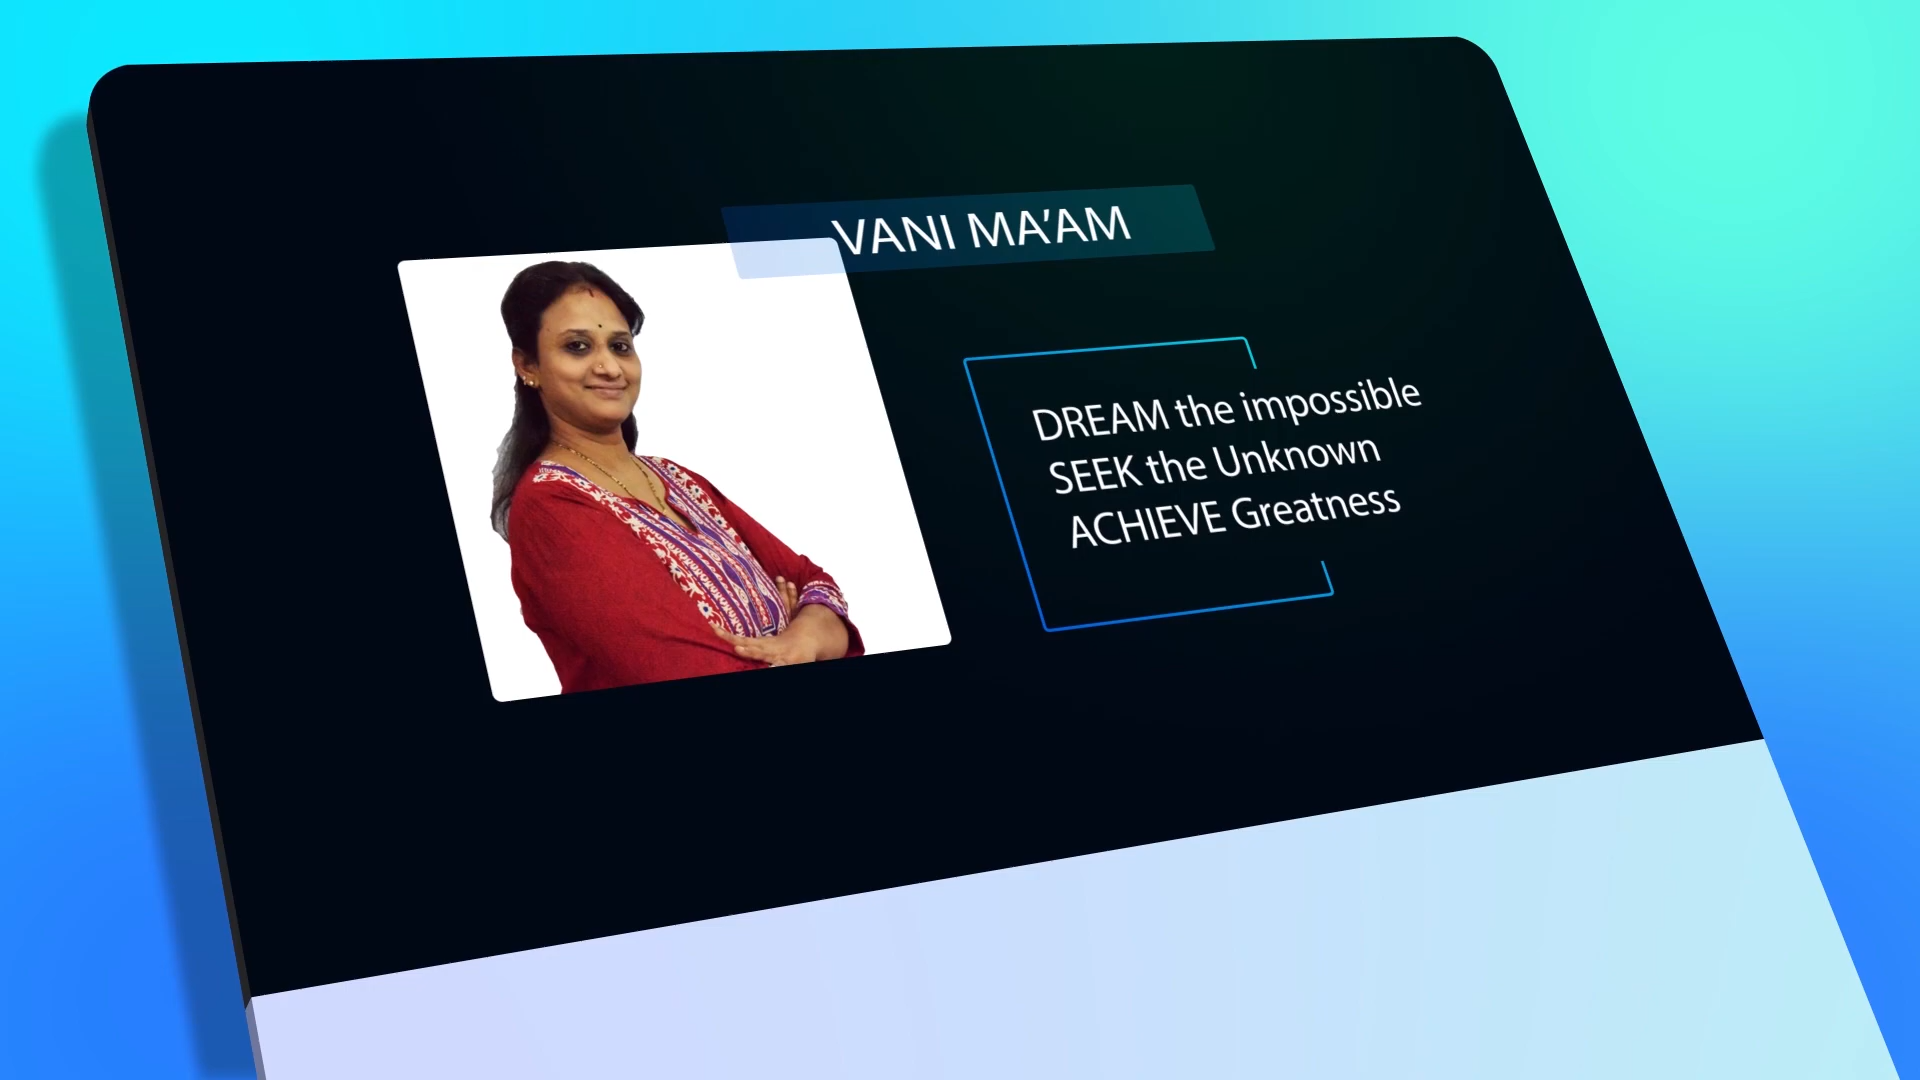 VANI MA’AM
DREAM the impossible
SEEK the Unknown
ACHIEVE Greatness